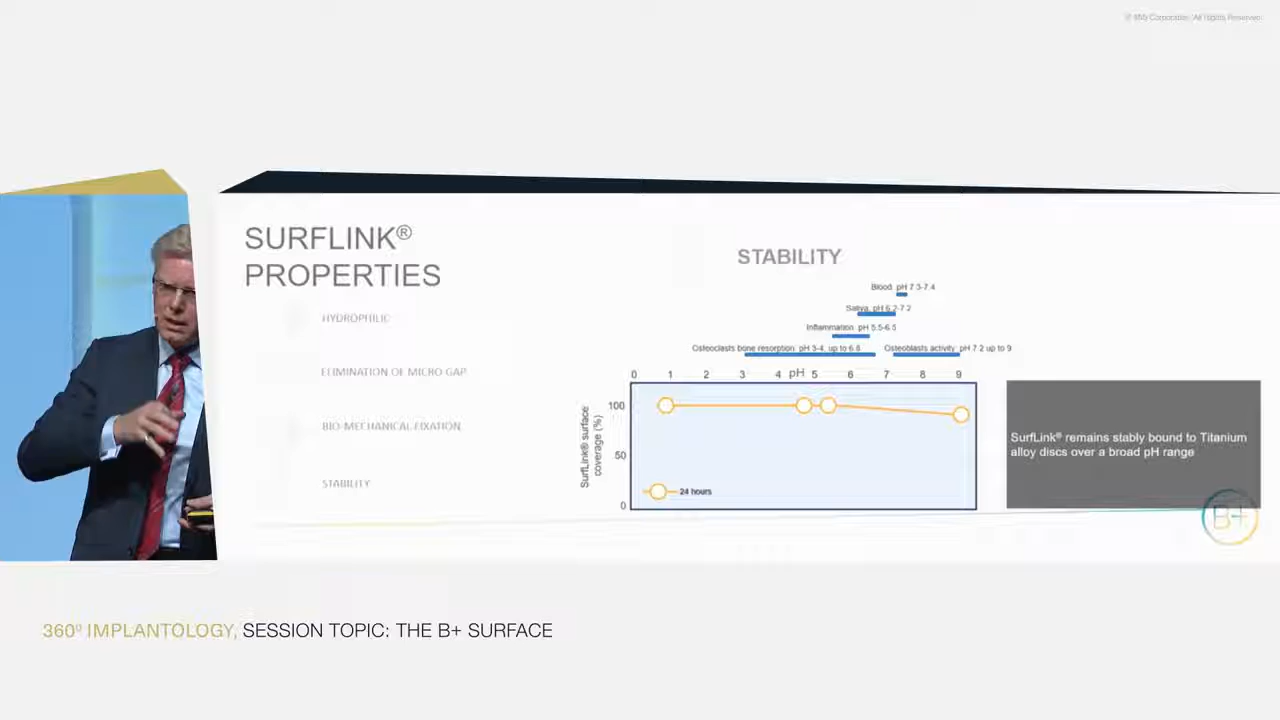 © 360 Corporation. All Rights Reserved.
SURFLINK®
PROPERTIES
HYDROPHILIC
ELIMINATION OF MICRO GAP
BIO-MECHANICAL FIXATION
STABILITY
STABILITY
Blood: pH 7.3-7.4
Saliva: pH 6.2-7.2
Inflammation: pH 5.5-6.5
Osteoclasts bone resorption: pH 3-4, up to 6.8
Osteoblasts activity: pH 7.2 up to 9
0 1 2 3 4 pH 5 6 7 8 9
SurfLink® surface
coverage (%)
100
50
0
24 hours
SurfLink® remains stably bound to Titanium
alloy discs over a broad pH range
B+
360º IMPLANTOLOGY, SESSION TOPIC: THE B+ SURFACE